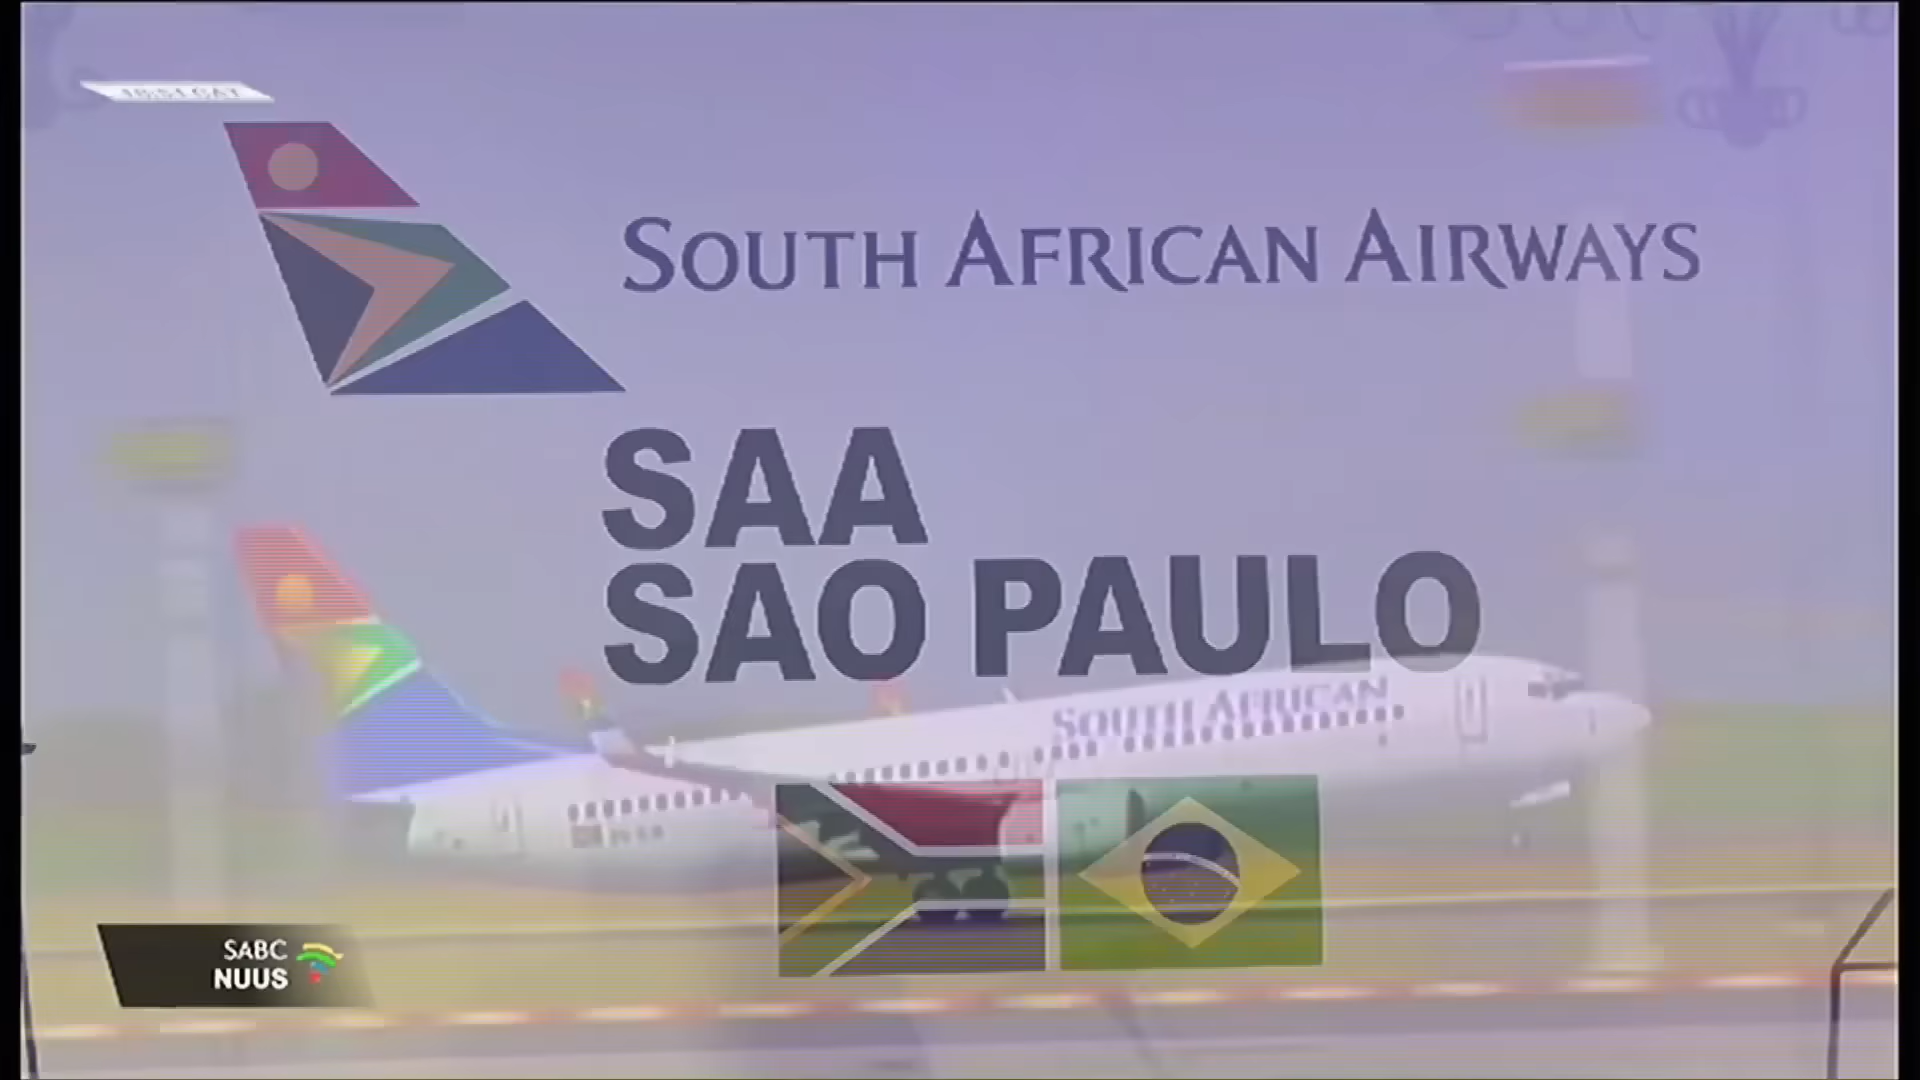 SOUTH AFRICAN AIRWAYS
SAA
SAO PAULO
SOUTH AFRICAN
SABC
NUUS